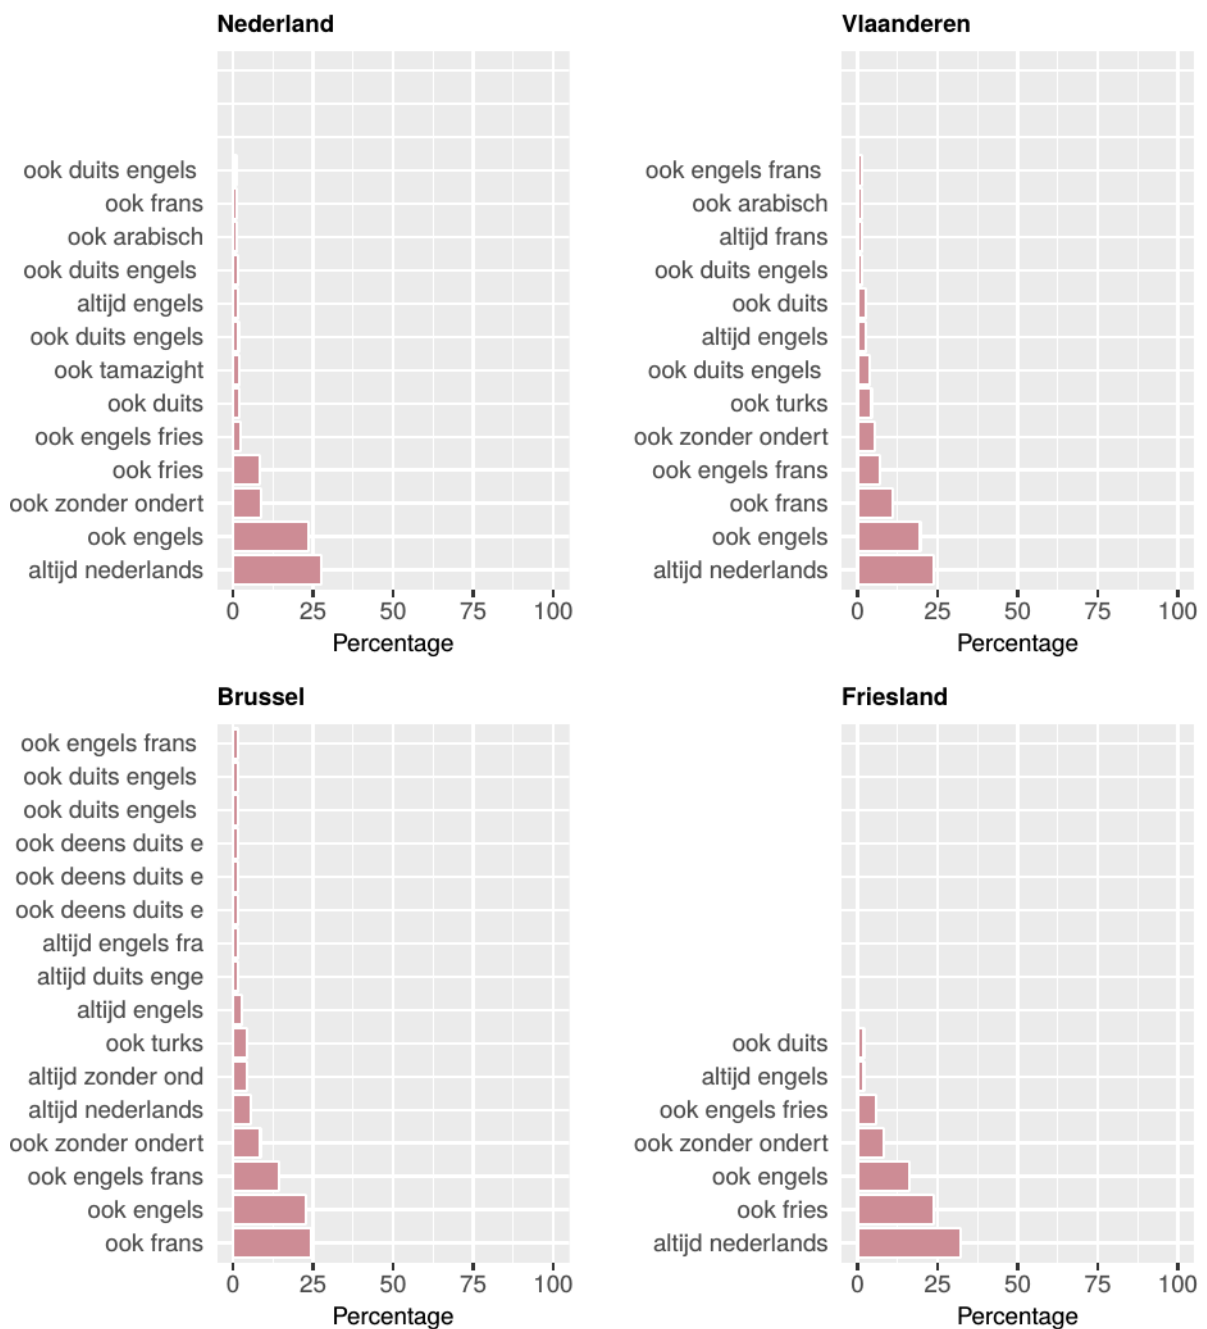 Nederland
ook duits engels
ook frans
ook arabisch
ook duits engels
altijd engels
ook duits engels
ook tamazight
ook duits
ook engels fries
ook fries
ook zonder ondert
ook engels
altijd nederlands
0 25 50 75 100
Percentage
Vlaanderen
ook engels frans
ook arabisch
altijd frans
ook duits engels
ook duits
altijd engels
ook duits engels
ook turks
ook zonder ondert
ook engels frans
ook frans
ook engels
altijd nederlands
0 25 50 75 100
Percentage
Brussel
ook engels frans
ook duits engels
ook duits engels
ook deens duits e
ook deens duits e
ook deens duits e
altijd engels fra
altijd duits enge
altijd engels
ook turks
altijd zonder ond
altijd nederlands
ook zonder ondert
ook engels frans
ook engels
ook frans
0 25 50 75 100
Percentage
Friesland
ook duits
altijd engels
ook engels fries
ook zonder ondert
ook engels
ook fries
altijd nederlands
0 25 50 75 100
Percentage